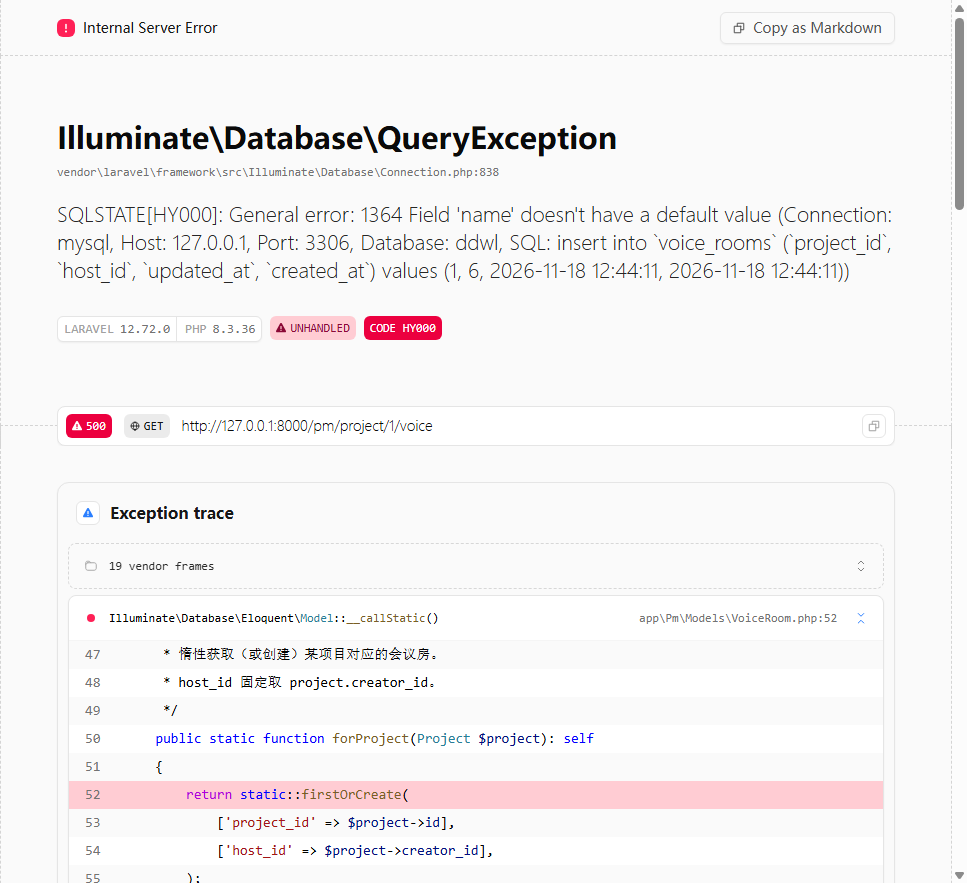 ! Internal Server Error
Copy as Markdown
Illuminate\Database\QueryException
vendor\laravel\framework\src\Illuminate\Database\Connection.php:838
SQLSTATE[HY000]: General error: 1364 Field 'name' doesn't have a default value (Connection:
mysql, Host: 127.0.0.1, Port: 3306, Database: ddwl, SQL: insert into `voice_rooms` (`project_id`,
`host_id`, `updated_at`, `created_at`) values (1, 6, 2026-11-18 12:44:11, 2026-11-18 12:44:11))
LARAVEL 12.72.0 PHP 8.3.36 UNHANDLED CODE HY000
500 GET http://127.0.0.1:8000/pm/project/1/voice
Exception trace
19 vendor frames
Illuminate\Database\Eloquent\Model::__callStatic() app\Pm\Models\VoiceRoom.php:52
47 * 惰性获取（或创建）某项目对应的会议房。
48 * host_id 固定取 project.creator_id。
49 */
50 public static function forProject(Project $project): self
51 {
52 return static::firstOrCreate(
53 ['project_id' => $project->id],
54 ['host_id' => $project->creator_id],
55 );